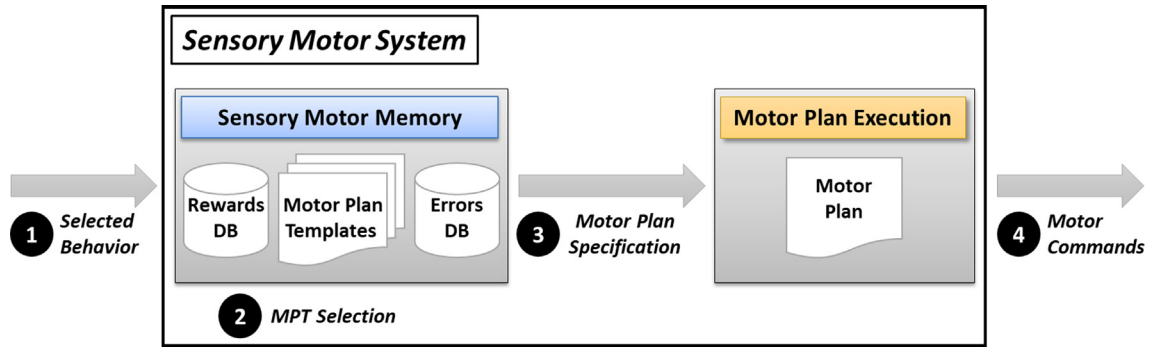 Sensory Motor System
Sensory Motor Memory
Motor Plan Execution
Rewards
DB
Motor Plan
Templates
Errors
DB
Motor
Plan
1
Selected
Behavior
2
MPT Selection
3
Motor Plan
Specification
4
Motor
Commands